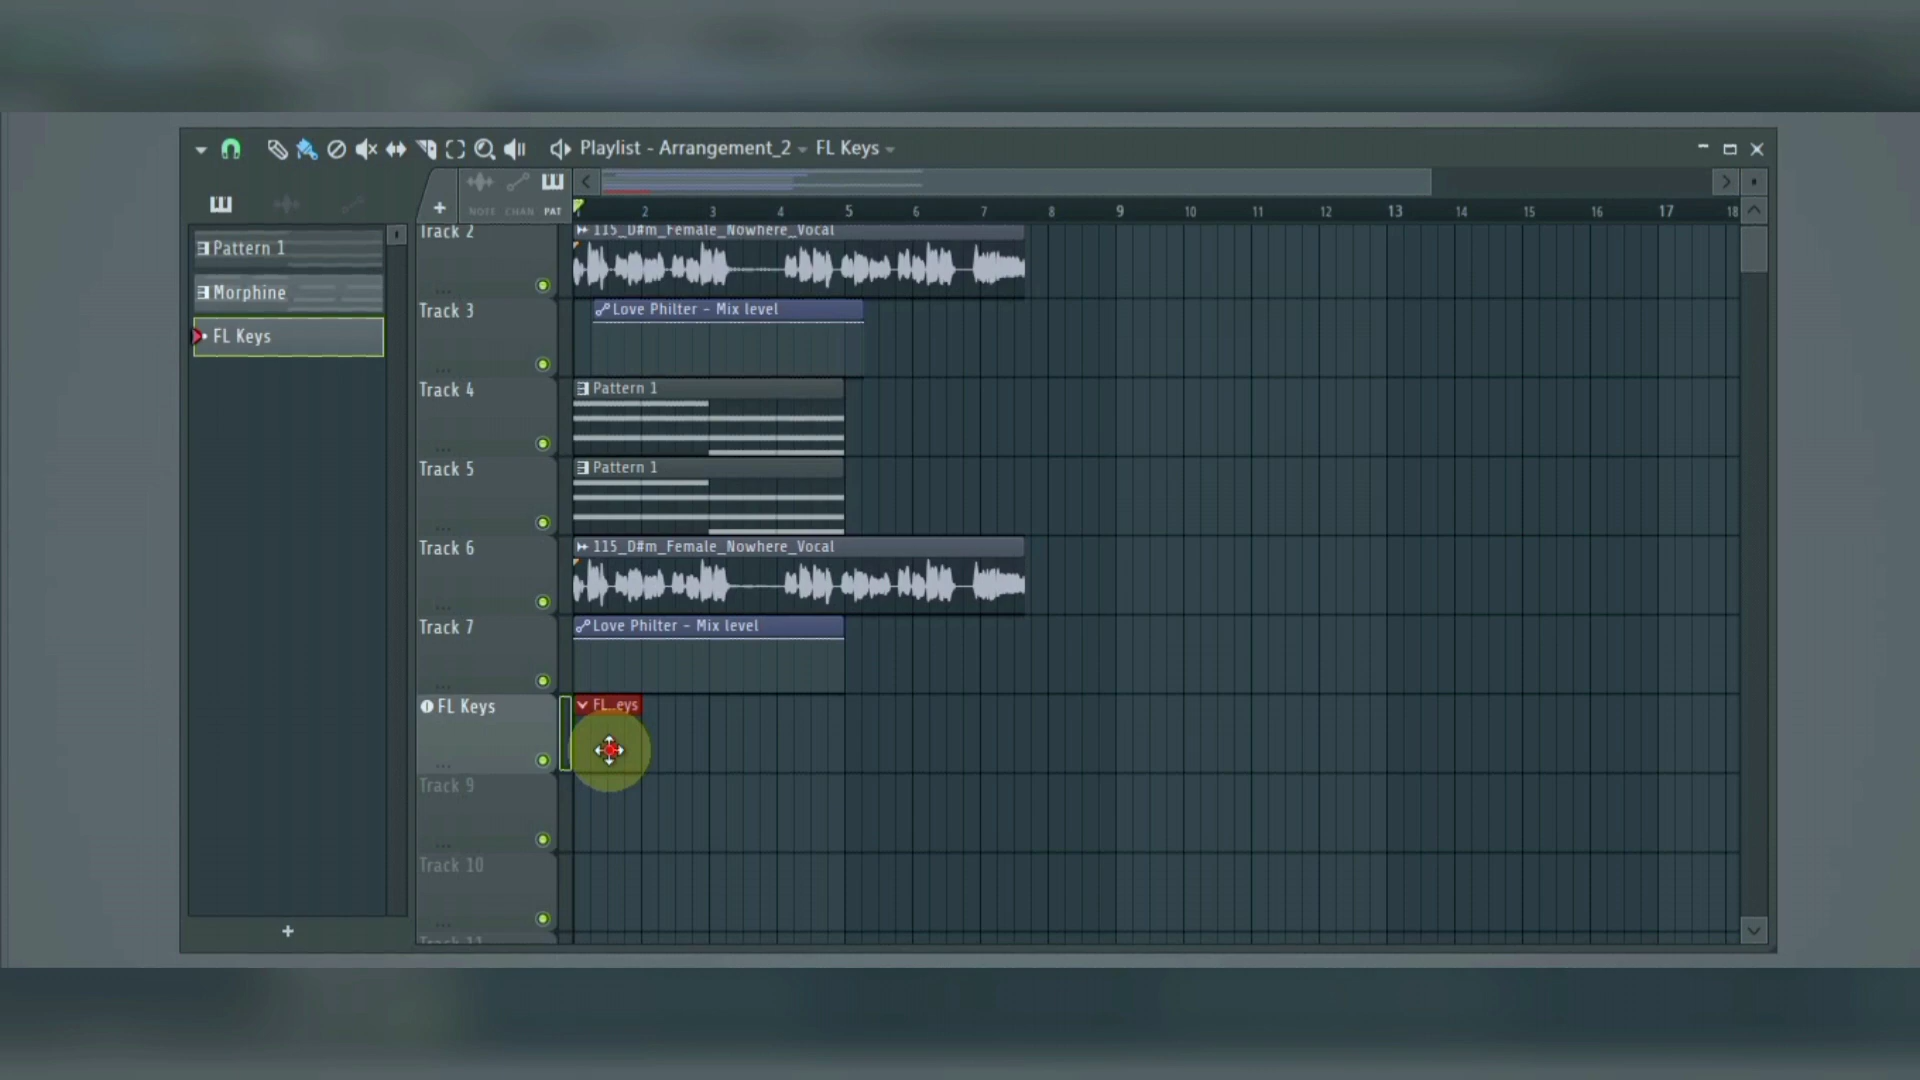 Playlist - Arrangement_2 FL Keys
NOTE CHAN PAT
1 2 3 4 5 6 7 8 9 10 11 12 13 14 15 16 17 18
Pattern 1
Morphine
FL Keys
Track 2
115_D#m_Female_Nowhere_Vocal
Track 3
Love Philter - Mix level
Track 4
Pattern 1
Track 5
Pattern 1
Track 6
115_D#m_Female_Nowhere_Vocal
Track 7
Love Philter - Mix level
FL Keys
FL…eys
Track 9
Track 10
Track 11